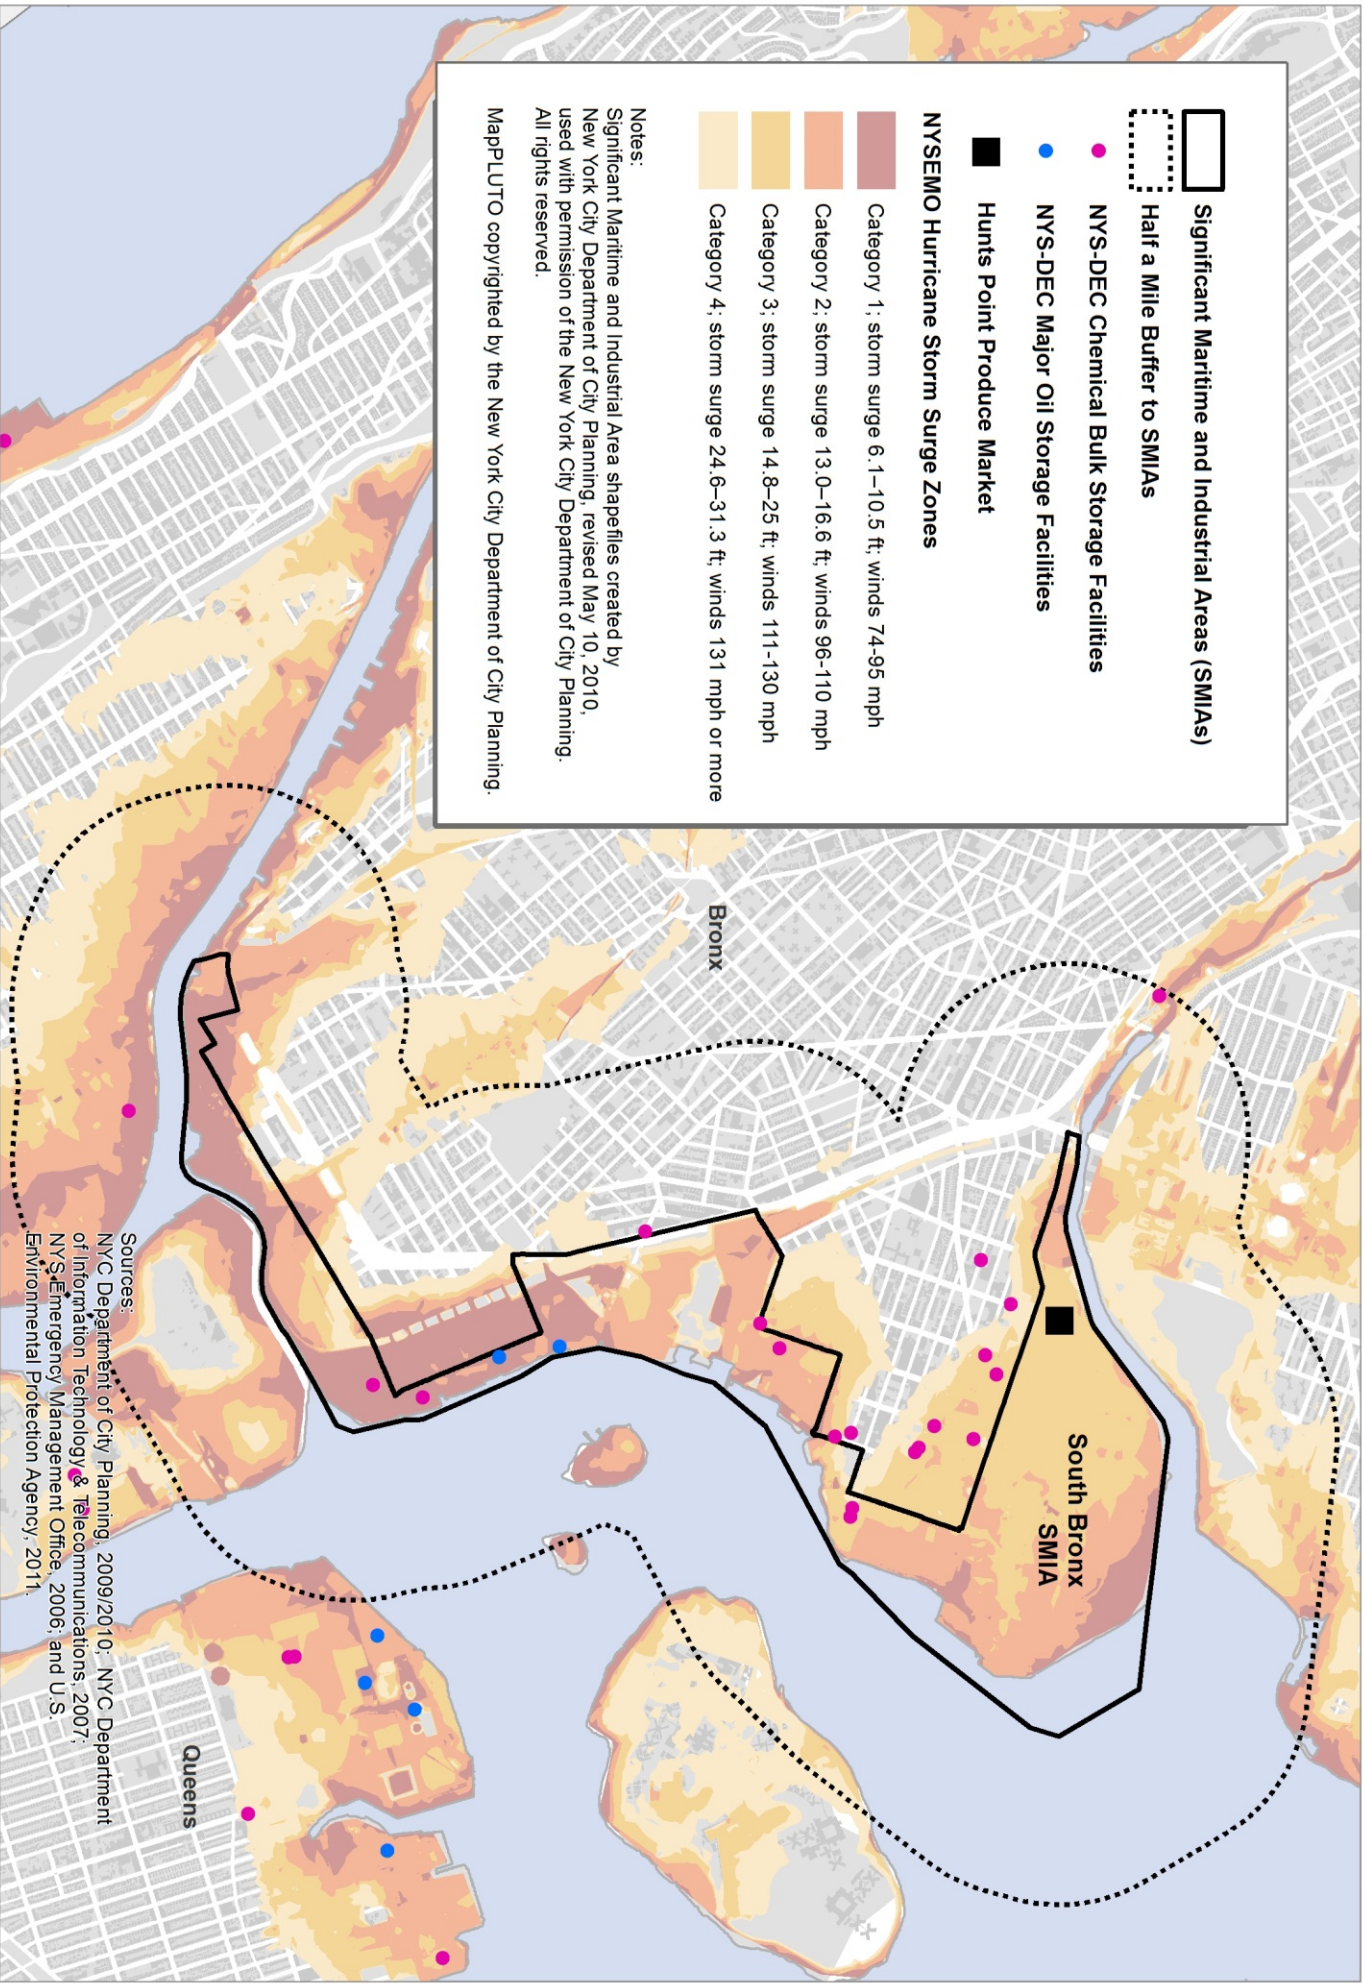 Significant Maritime and Industrial Areas (SMIAs)
Half a Mile Buffer to SMIAs
NYS-DEC Chemical Bulk Storage Facilities
NYS-DEC Major Oil Storage Facilities
Hunts Point Produce Market
NYSEMO Hurricane Storm Surge Zones
Category 1; storm surge 6.1–10.5 ft; winds 74-95 mph
Category 2; storm surge 13.0–16.6 ft; winds 96-110 mph
Category 3; storm surge 14.8–25 ft; winds 111-130 mph
Category 4; storm surge 24.6–31.3 ft; winds 131 mph or more
Notes:
Significant Maritime and Industrial Area shapefiles created by
New York City Department of City Planning, revised May 10, 2010,
used with permission of the New York City Department of City Planning.
All rights reserved.
MapPLUTO copyrighted by the New York City Department of City Planning.
Bronx
South Bronx
SMIA
Queens
Sources:
NYC Department of City Planning, 2009/2010; NYC Department
of Information Technology & Telecommunications, 2007;
NYS Emergency Management Office, 2006; and U.S.
Environmental Protection Agency, 2011.